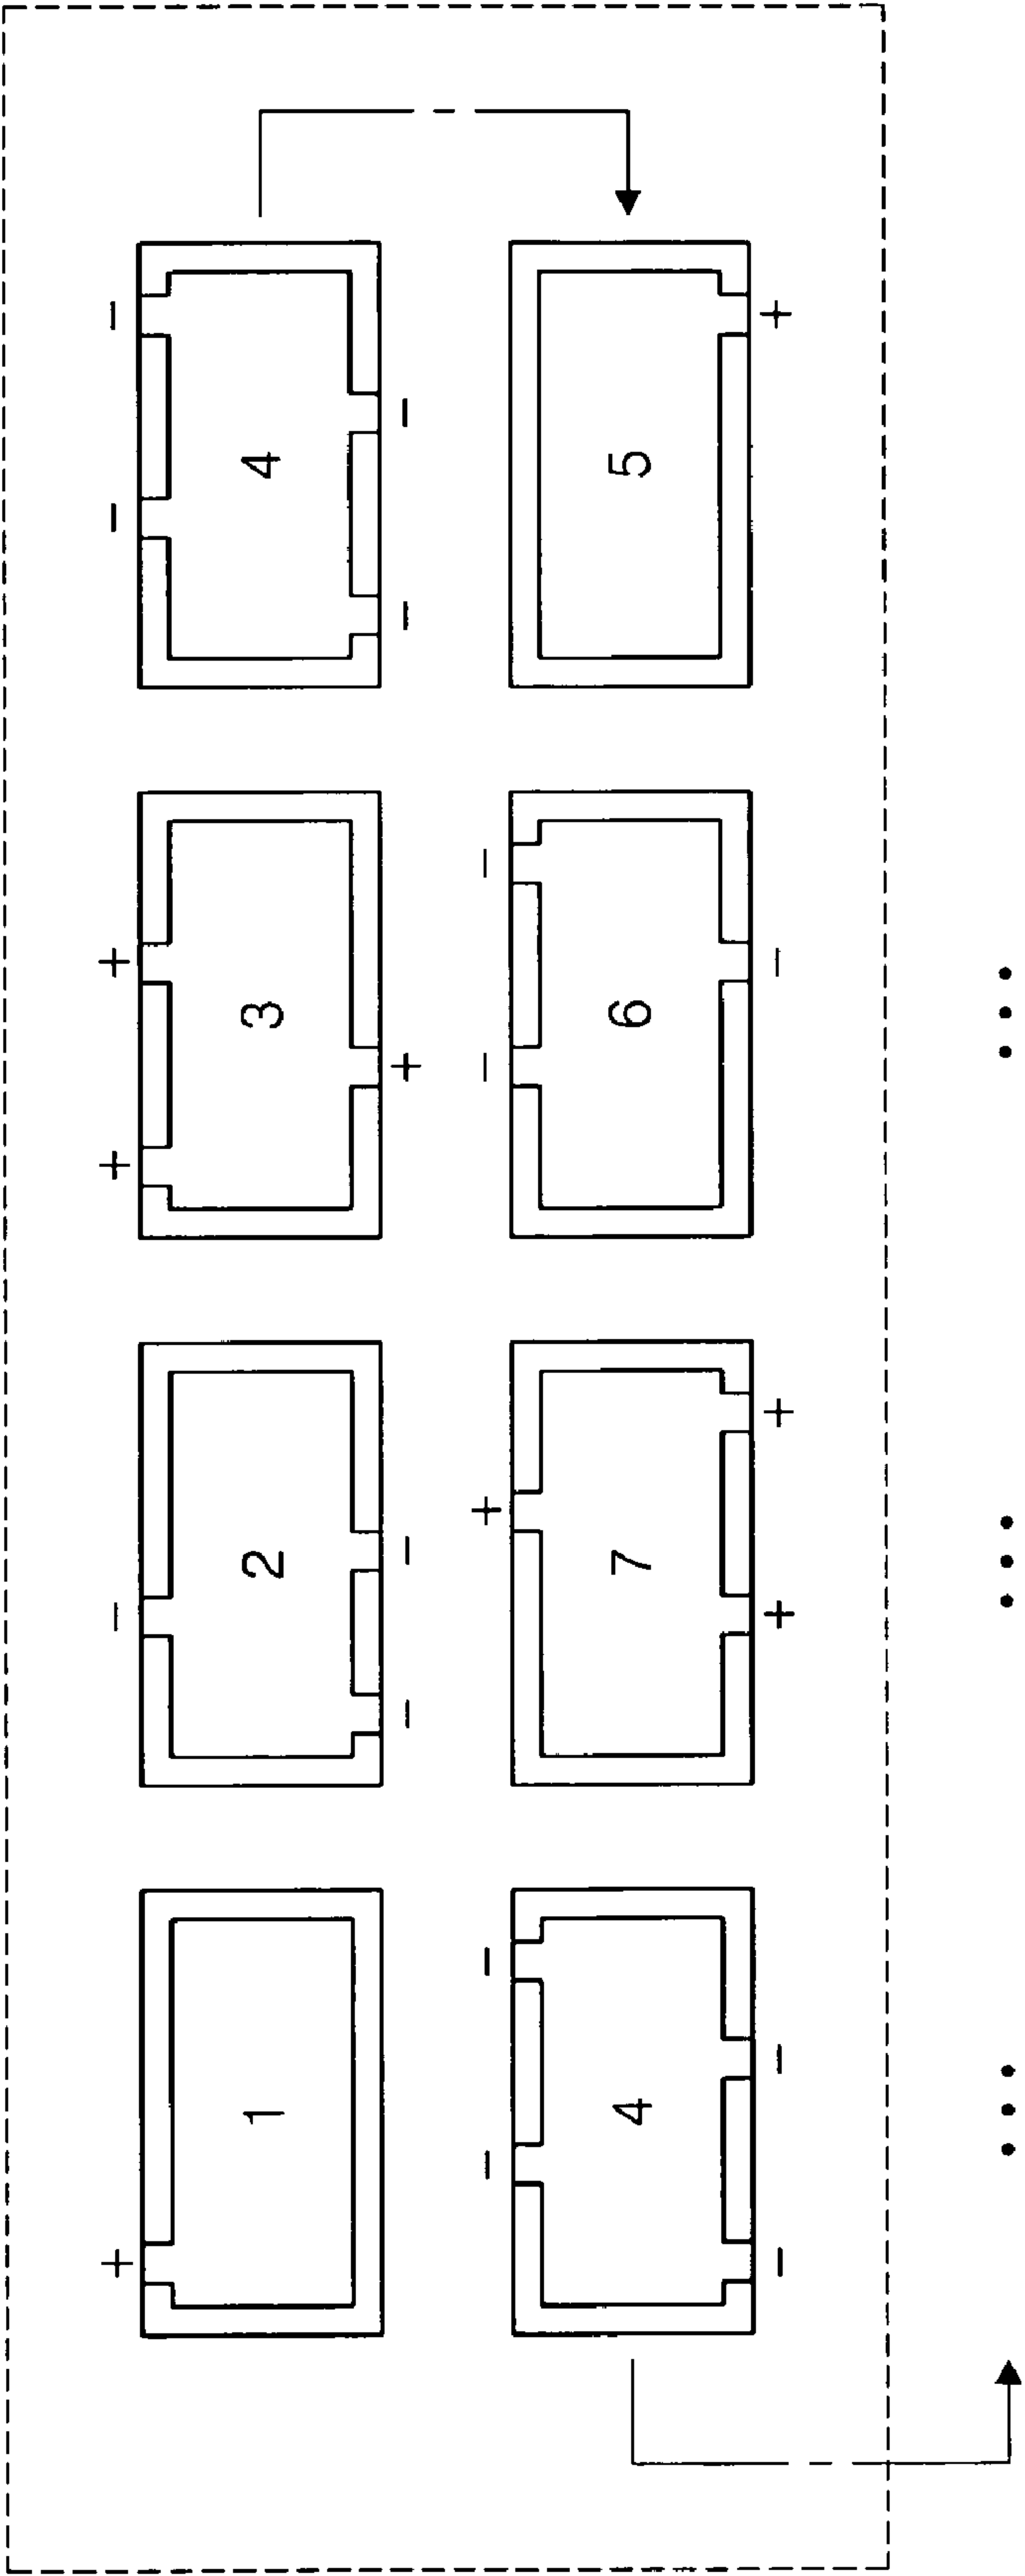 + − + + − −
1 2 3 4
− − + − −
− − + − −
4 7 6 5
− − + + − +
... ... ...